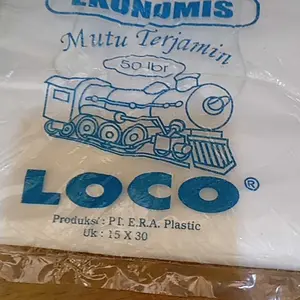 EKONOMIS
Mutu Terjamin
50 lbr
LOCO ®
Produksi : PT. E.R.A. Plastic
Uk : 15 X 30